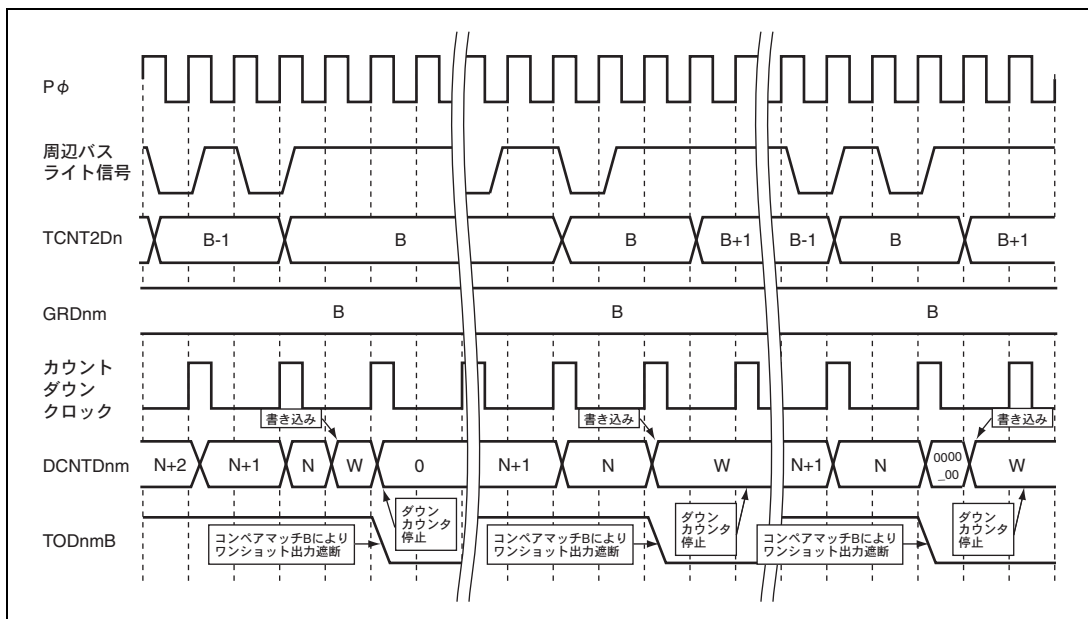 Pφ
周辺バス
ライト信号
TCNT2Dn
B-1
B
B
B+1
B-1
B
B+1
GRDnm
B
B
B
カウント
ダウン
クロック
書き込み
書き込み
書き込み
DCNTDnm
N+2
N+1
N
W
0
N+1
N
W
N+1
N
0000
_00
W
TODnmB
コンペアマッチBにより
ワンショット出力遮断
ダウン
カウンタ
停止
コンペアマッチBにより
ワンショット出力遮断
ダウン
カウンタ
停止
コンペアマッチBにより
ワンショット出力遮断
ダウン
カウンタ
停止